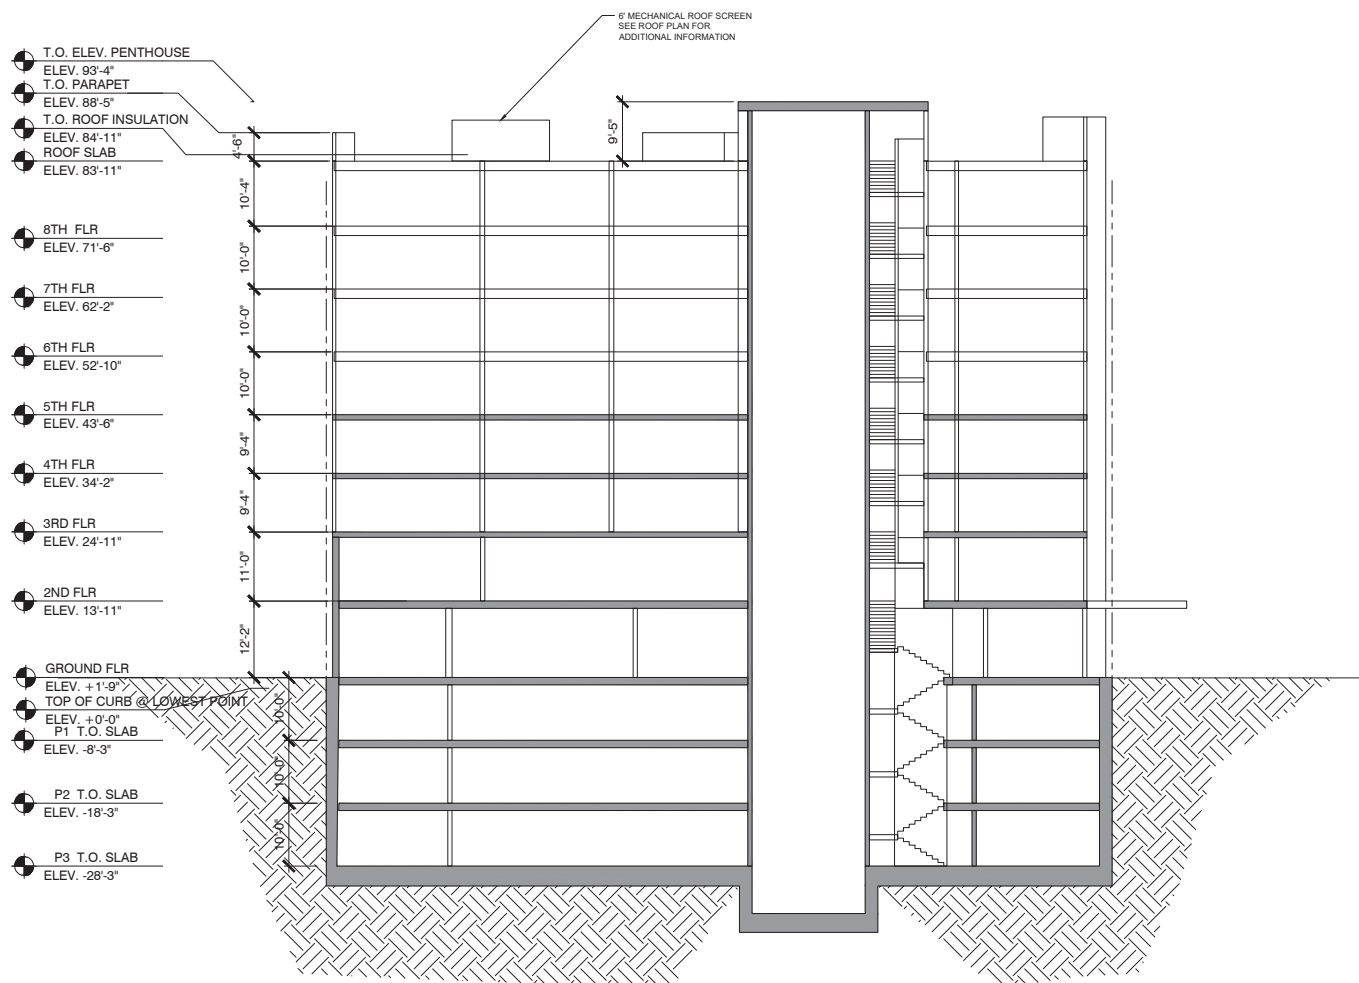 6' MECHANICAL ROOF SCREEN
SEE ROOF PLAN FOR
ADDITIONAL INFORMATION
T.O. ELEV. PENTHOUSE
ELEV. 93'-4"
T.O. PARAPET
ELEV. 88'-5"
T.O. ROOF INSULATION
ELEV. 84'-11"
ROOF SLAB
ELEV. 83'-11"
8TH FLR
ELEV. 71'-6"
7TH FLR
ELEV. 62'-2"
6TH FLR
ELEV. 52'-10"
5TH FLR
ELEV. 43'-6"
4TH FLR
ELEV. 34'-2"
3RD FLR
ELEV. 24'-11"
2ND FLR
ELEV. 13'-11"
GROUND FLR
ELEV. +1'-9"
TOP OF CURB @ LOWEST POINT
ELEV. +0'-0"
P1 T.O. SLAB
ELEV. -8'-3"
P2 T.O. SLAB
ELEV. -18'-3"
P3 T.O. SLAB
ELEV. -28'-3"
4'-6"
10'-4"
10'-0"
10'-0"
10'-0"
9'-4"
9'-4"
11'-0"
12'-2"
10'-0"
10'-0"
10'-0"
9'-5"